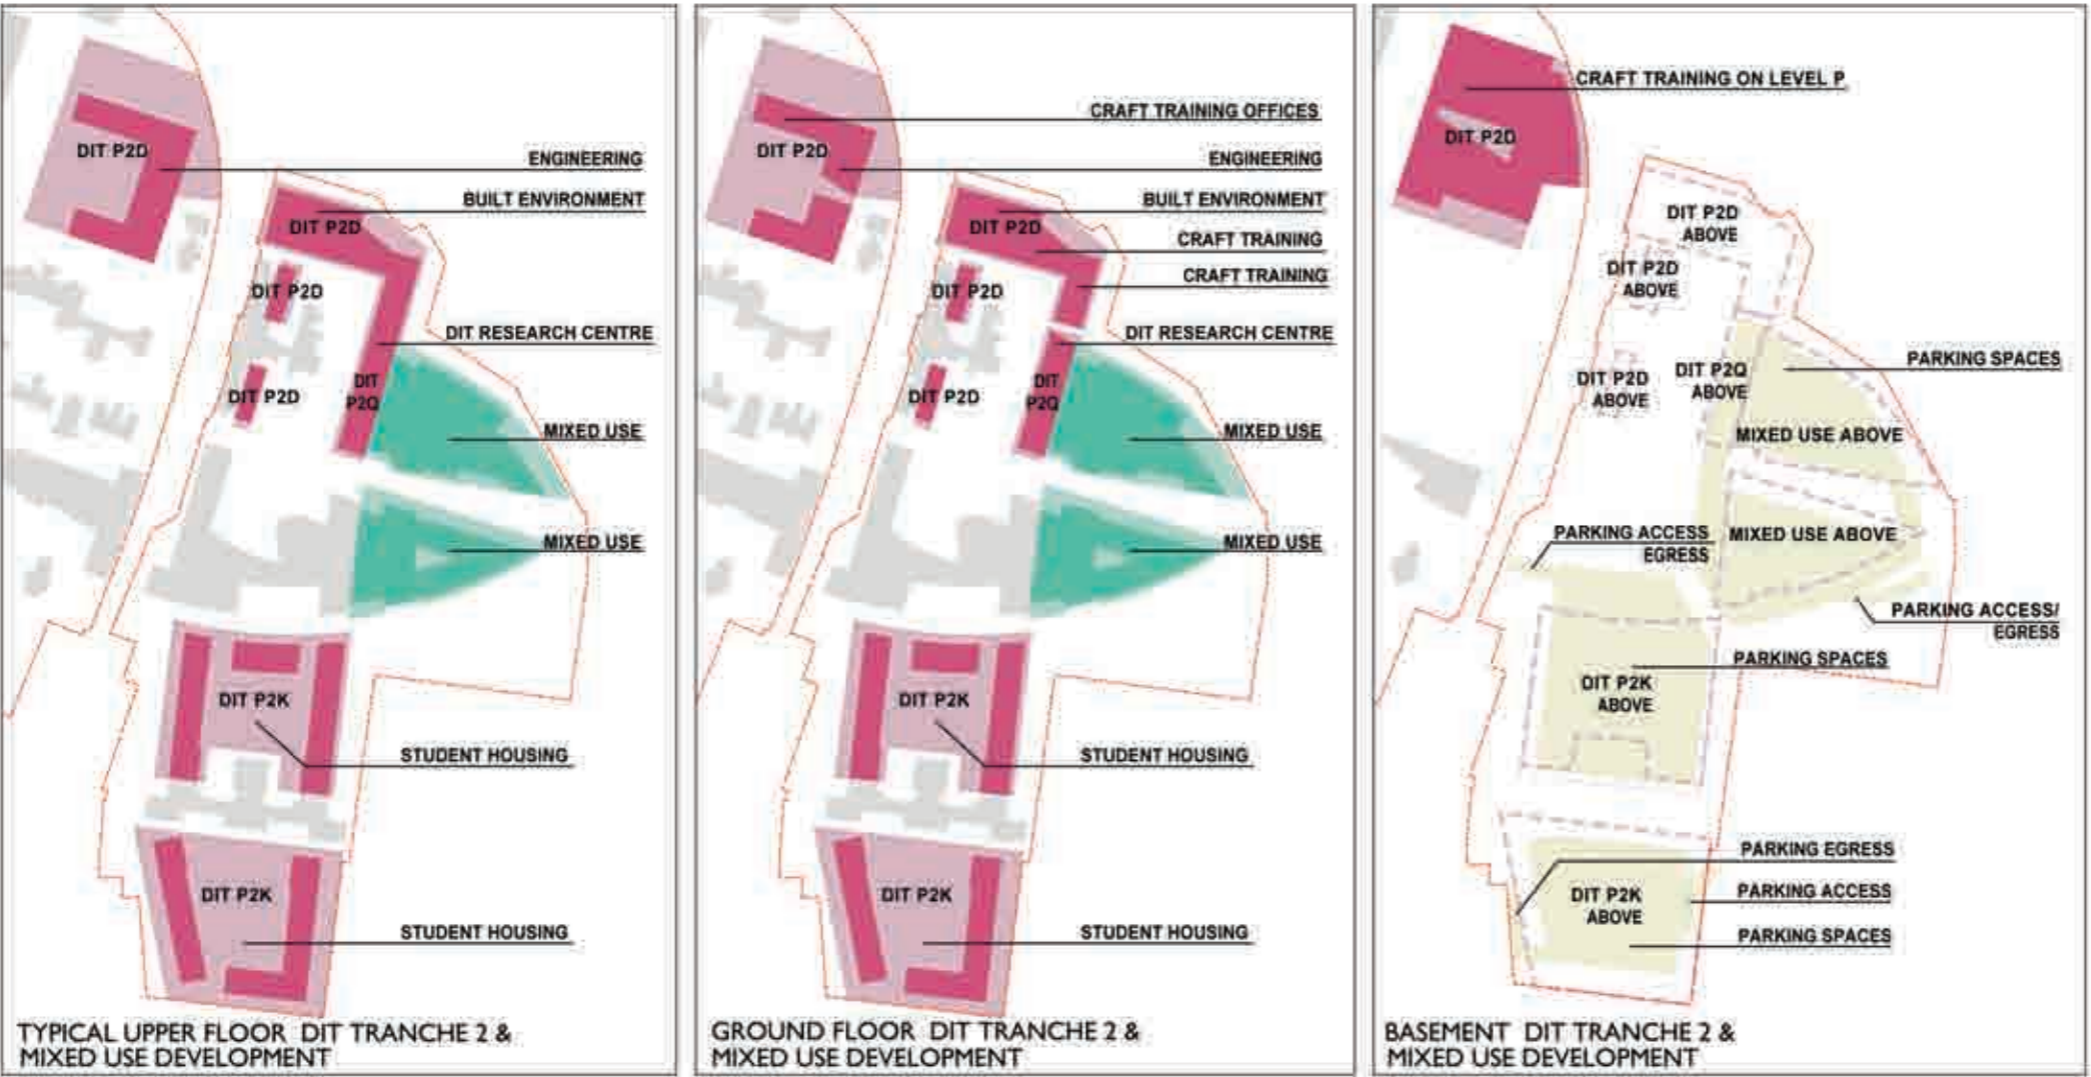 DIT P2D
ENGINEERING
BUILT ENVIRONMENT
DIT P2D
DIT P2D
DIT RESEARCH CENTRE
DIT
P2Q
DIT P2D
MIXED USE
MIXED USE
DIT P2K
STUDENT HOUSING
DIT P2K
STUDENT HOUSING
TYPICAL UPPER FLOOR DIT TRANCHE 2 &
MIXED USE DEVELOPMENT
CRAFT TRAINING OFFICES
DIT P2D
ENGINEERING
BUILT ENVIRONMENT
DIT P2D
CRAFT TRAINING
CRAFT TRAINING
DIT P2D
DIT RESEARCH CENTRE
DIT
P2Q
DIT P2D
MIXED USE
MIXED USE
DIT P2K
STUDENT HOUSING
DIT P2K
STUDENT HOUSING
GROUND FLOOR DIT TRANCHE 2 &
MIXED USE DEVELOPMENT
CRAFT TRAINING ON LEVEL P
DIT P2D
DIT P2D
ABOVE
DIT P2D
ABOVE
PARKING SPACES
DIT P2Q
ABOVE
DIT P2D
ABOVE
MIXED USE ABOVE
PARKING ACCESS
EGRESS
MIXED USE ABOVE
PARKING ACCESS/
EGRESS
PARKING SPACES
DIT P2K
ABOVE
PARKING EGRESS
DIT P2K
ABOVE
PARKING ACCESS
PARKING SPACES
BASEMENT DIT TRANCHE 2 &
MIXED USE DEVELOPMENT